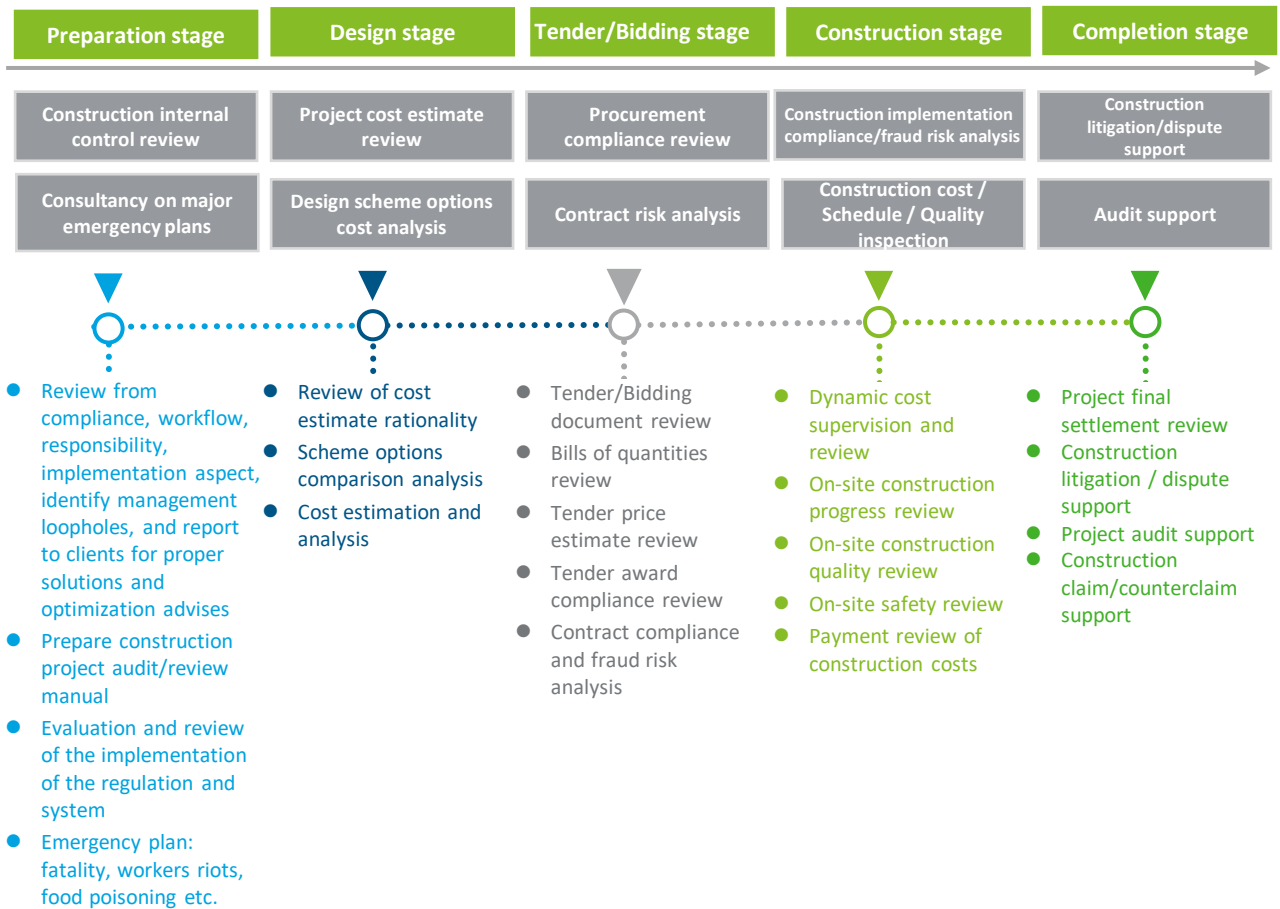 Preparation stage
Design stage
Tender/Bidding stage
Construction stage
Completion stage
Construction internal
control review
Project cost estimate
review
Procurement
compliance review
Construction implementation
compliance/fraud risk analysis
Construction
litigation/dispute
support
Consultancy on major
emergency plans
Design scheme options
cost analysis
Contract risk analysis
Construction cost /
Schedule / Quality
inspection
Audit support
● Review from
compliance, workflow,
responsibility,
implementation aspect,
identify management
loopholes, and report
to clients for proper
solutions and
optimization advises
● Prepare construction
project audit/review
manual
● Evaluation and review
of the implementation
of the regulation and
system
● Emergency plan:
fatality, workers riots,
food poisoning etc.
● Review of cost
estimate rationality
● Scheme options
comparison analysis
● Cost estimation and
analysis
● Tender/Bidding
document review
● Bills of quantities
review
● Tender price
estimate review
● Tender award
compliance review
● Contract compliance
and fraud risk
analysis
● Dynamic cost
supervision and
review
● On-site construction
progress review
● On-site construction
quality review
● On-site safety review
● Payment review of
construction costs
● Project final
settlement review
● Construction
litigation / dispute
support
● Project audit support
● Construction
claim/counterclaim
support